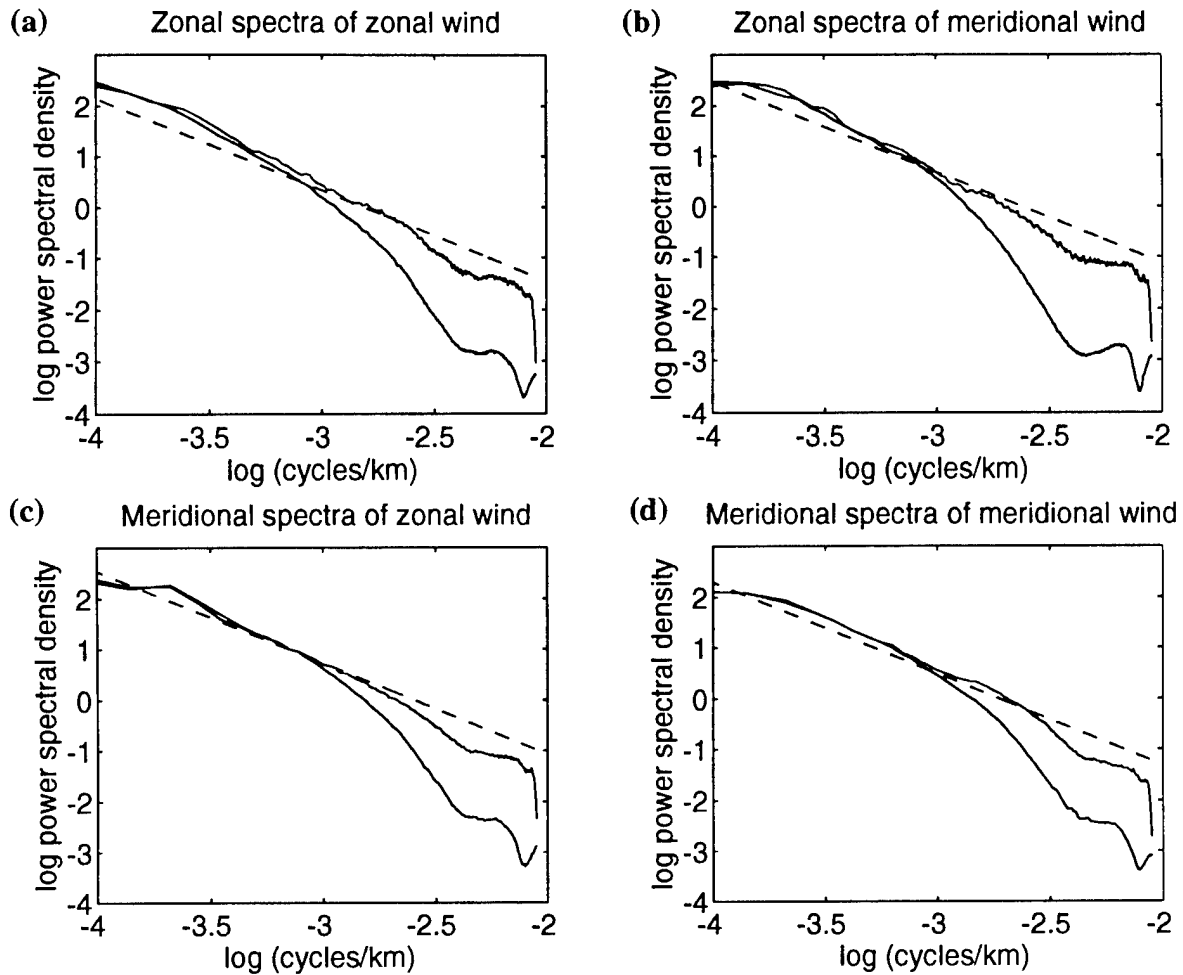 (a) Zonal spectra of zonal wind
log power spectral density
2
1
0
-1
-2
-3
-4
-4 -3.5 -3 -2.5 -2
log (cycles/km)
(b) Zonal spectra of meridional wind
log power spectral density
2
1
0
-1
-2
-3
-4
-4 -3.5 -3 -2.5 -2
log (cycles/km)
(c) Meridional spectra of zonal wind
log power spectral density
2
1
0
-1
-2
-3
-4
-4 -3.5 -3 -2.5 -2
log (cycles/km)
(d) Meridional spectra of meridional wind
log power spectral density
2
1
0
-1
-2
-3
-4
-4 -3.5 -3 -2.5 -2
log (cycles/km)